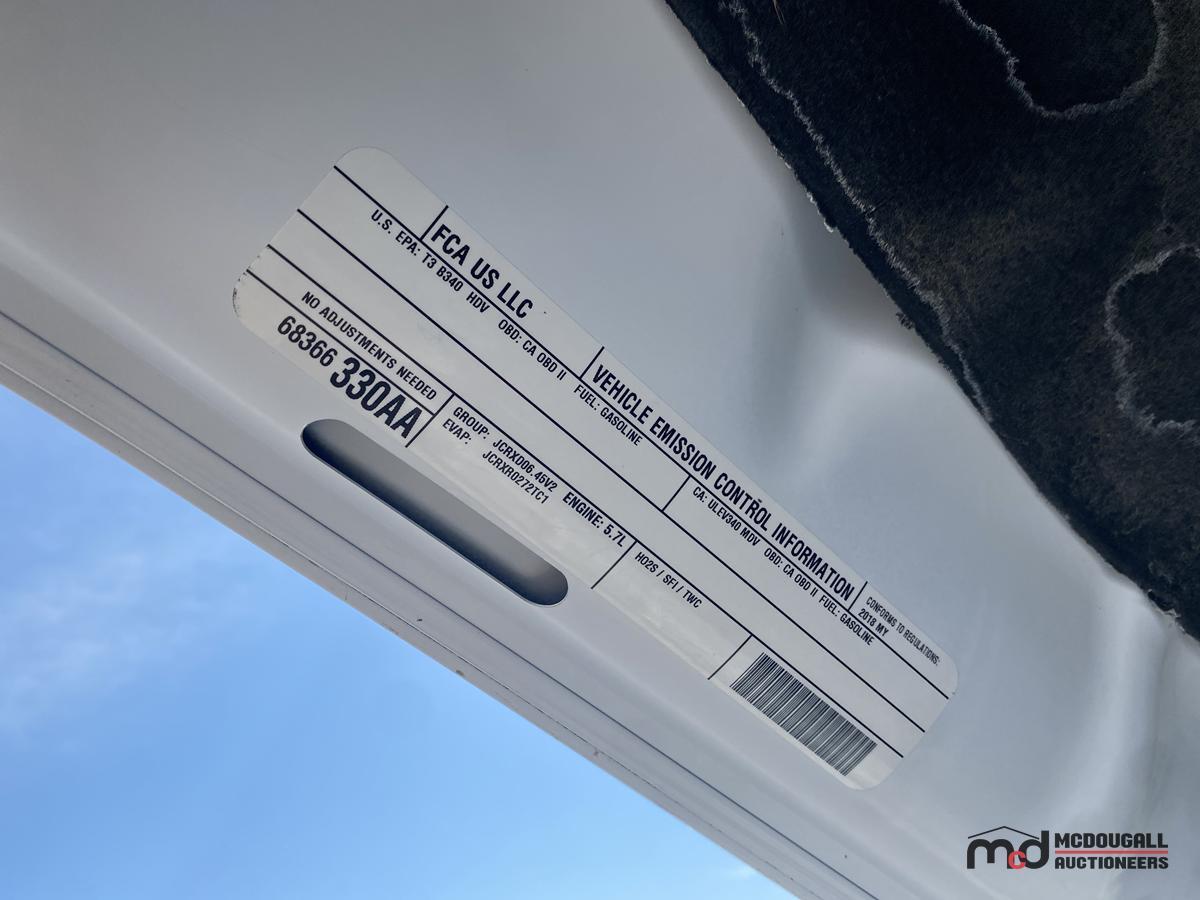 FCA US LLC
VEHICLE EMISSION CONTROL INFORMATION
CONFORMS TO REGULATIONS:
2018 MY
U.S. EPA: T3 B340 HDV OBD: CA OBD II FUEL: GASOLINE
CA: ULEV340 MDV OBD: CA OBD II FUEL: GASOLINE
NO ADJUSTMENTS NEEDED
68366 330AA
GROUP: JCRXD06.46V2 ENGINE: 5.7L
EVAP: JCRXR0272TC1
HO2S / SFI / TWC
mcd MCDOUGALL
AUCTIONEERS